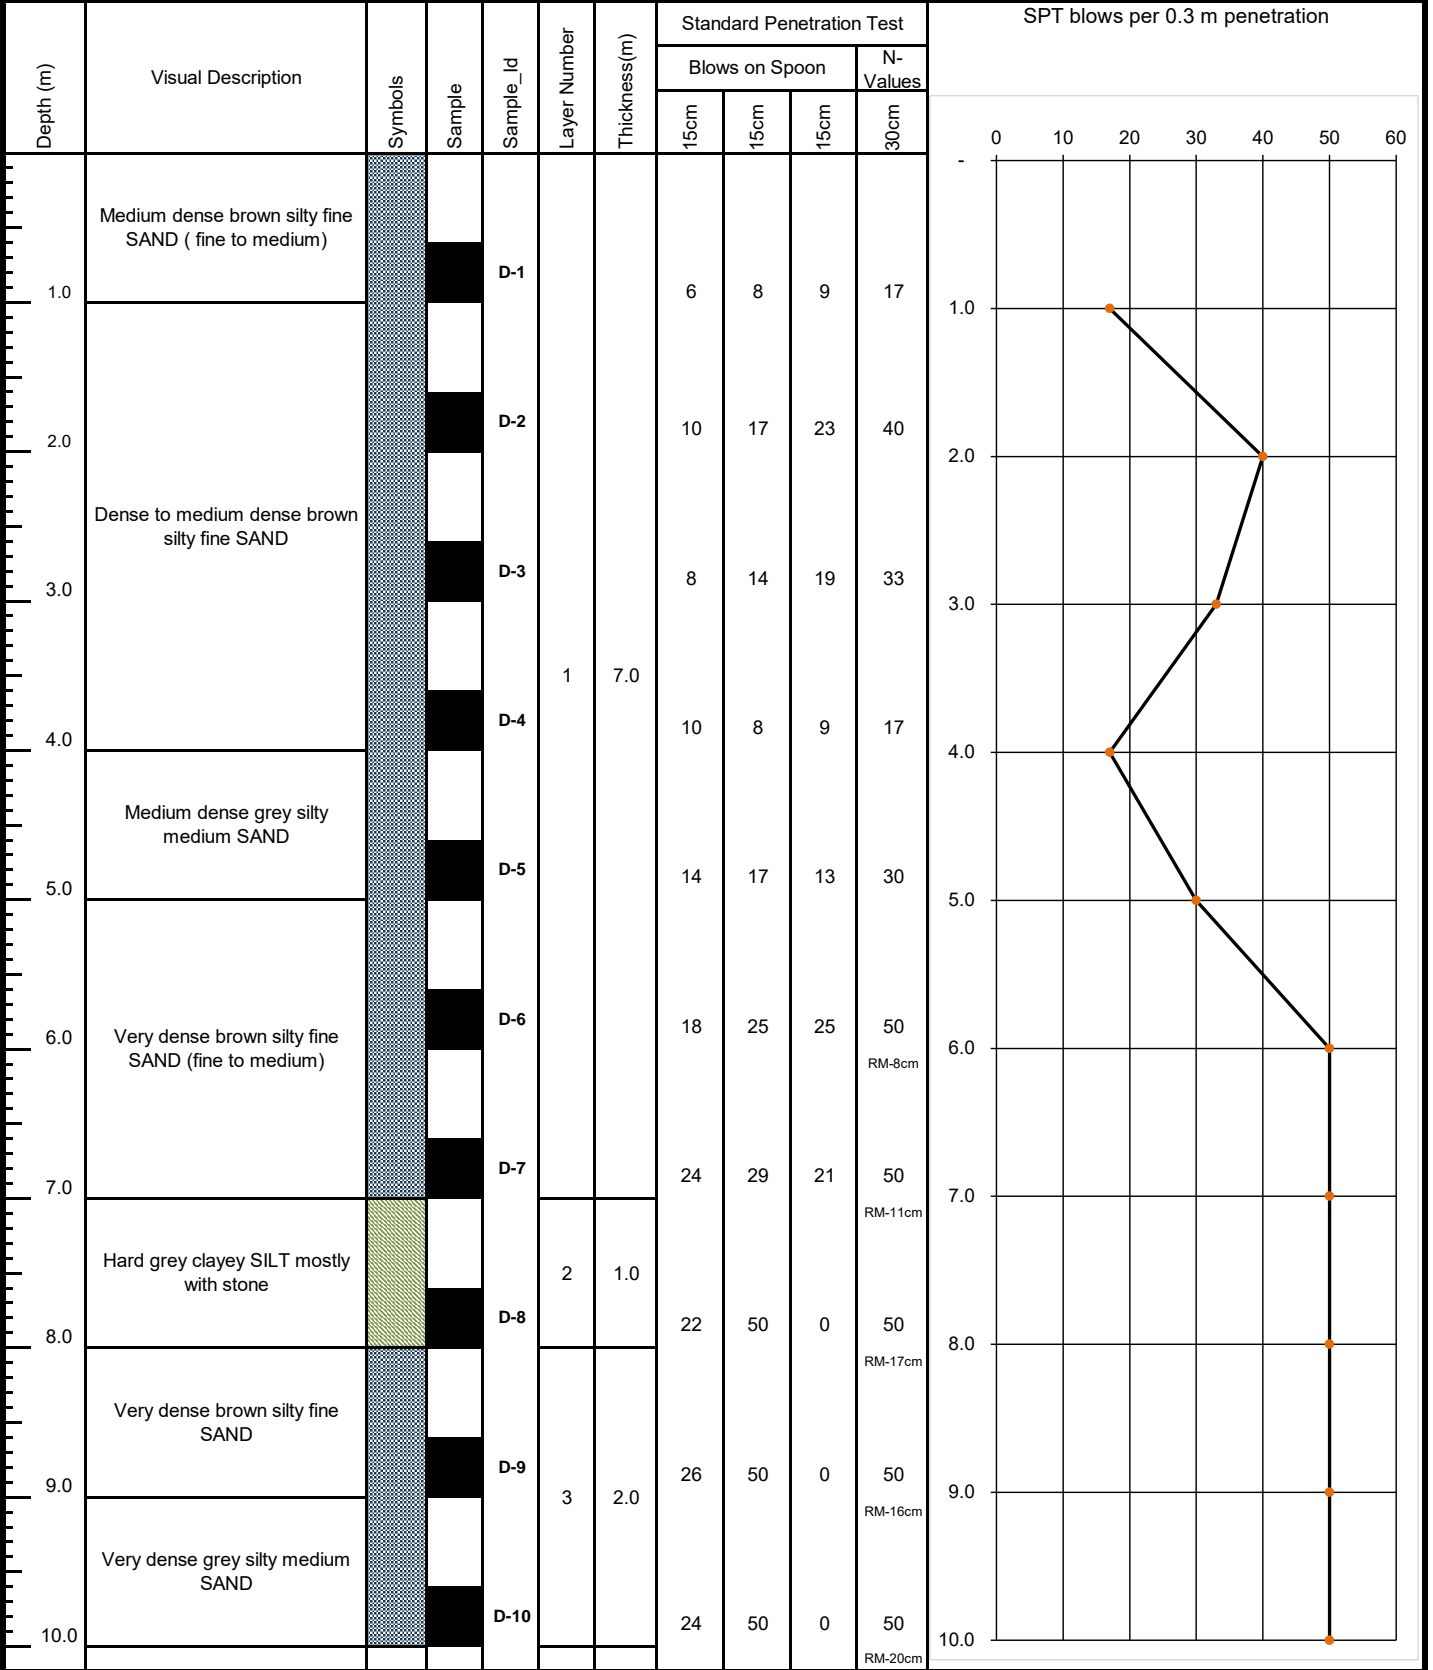 Depth (m)
Visual Description
Symbols
Sample
Sample_Id
Layer Number
Thickness(m)
Standard Penetration Test
Blows on Spoon
N-
Values
15cm
15cm
15cm
30cm
SPT blows per 0.3 m penetration
0 10 20 30 40 50 60
-
Medium dense brown silty fine
SAND ( fine to medium)
D-1
1.0
6 8 9 17
1.0
D-2
2.0
10 17 23 40
2.0
Dense to medium dense brown
silty fine SAND
D-3
3.0
8 14 19 33
3.0
1 7.0
D-4
4.0
10 8 9 17
4.0
Medium dense grey silty
medium SAND
D-5
5.0
14 17 13 30
5.0
Very dense brown silty fine
SAND (fine to medium)
D-6
6.0
18 25 25 50
RM-8cm
6.0
D-7
7.0
24 29 21 50
RM-11cm
7.0
Hard grey clayey SILT mostly
with stone
2 1.0
D-8
8.0
22 50 0 50
RM-17cm
8.0
Very dense brown silty fine
SAND
D-9
9.0
26 50 0 50
RM-16cm
9.0
3 2.0
Very dense grey silty medium
SAND
D-10
10.0
24 50 0 50
RM-20cm
10.0